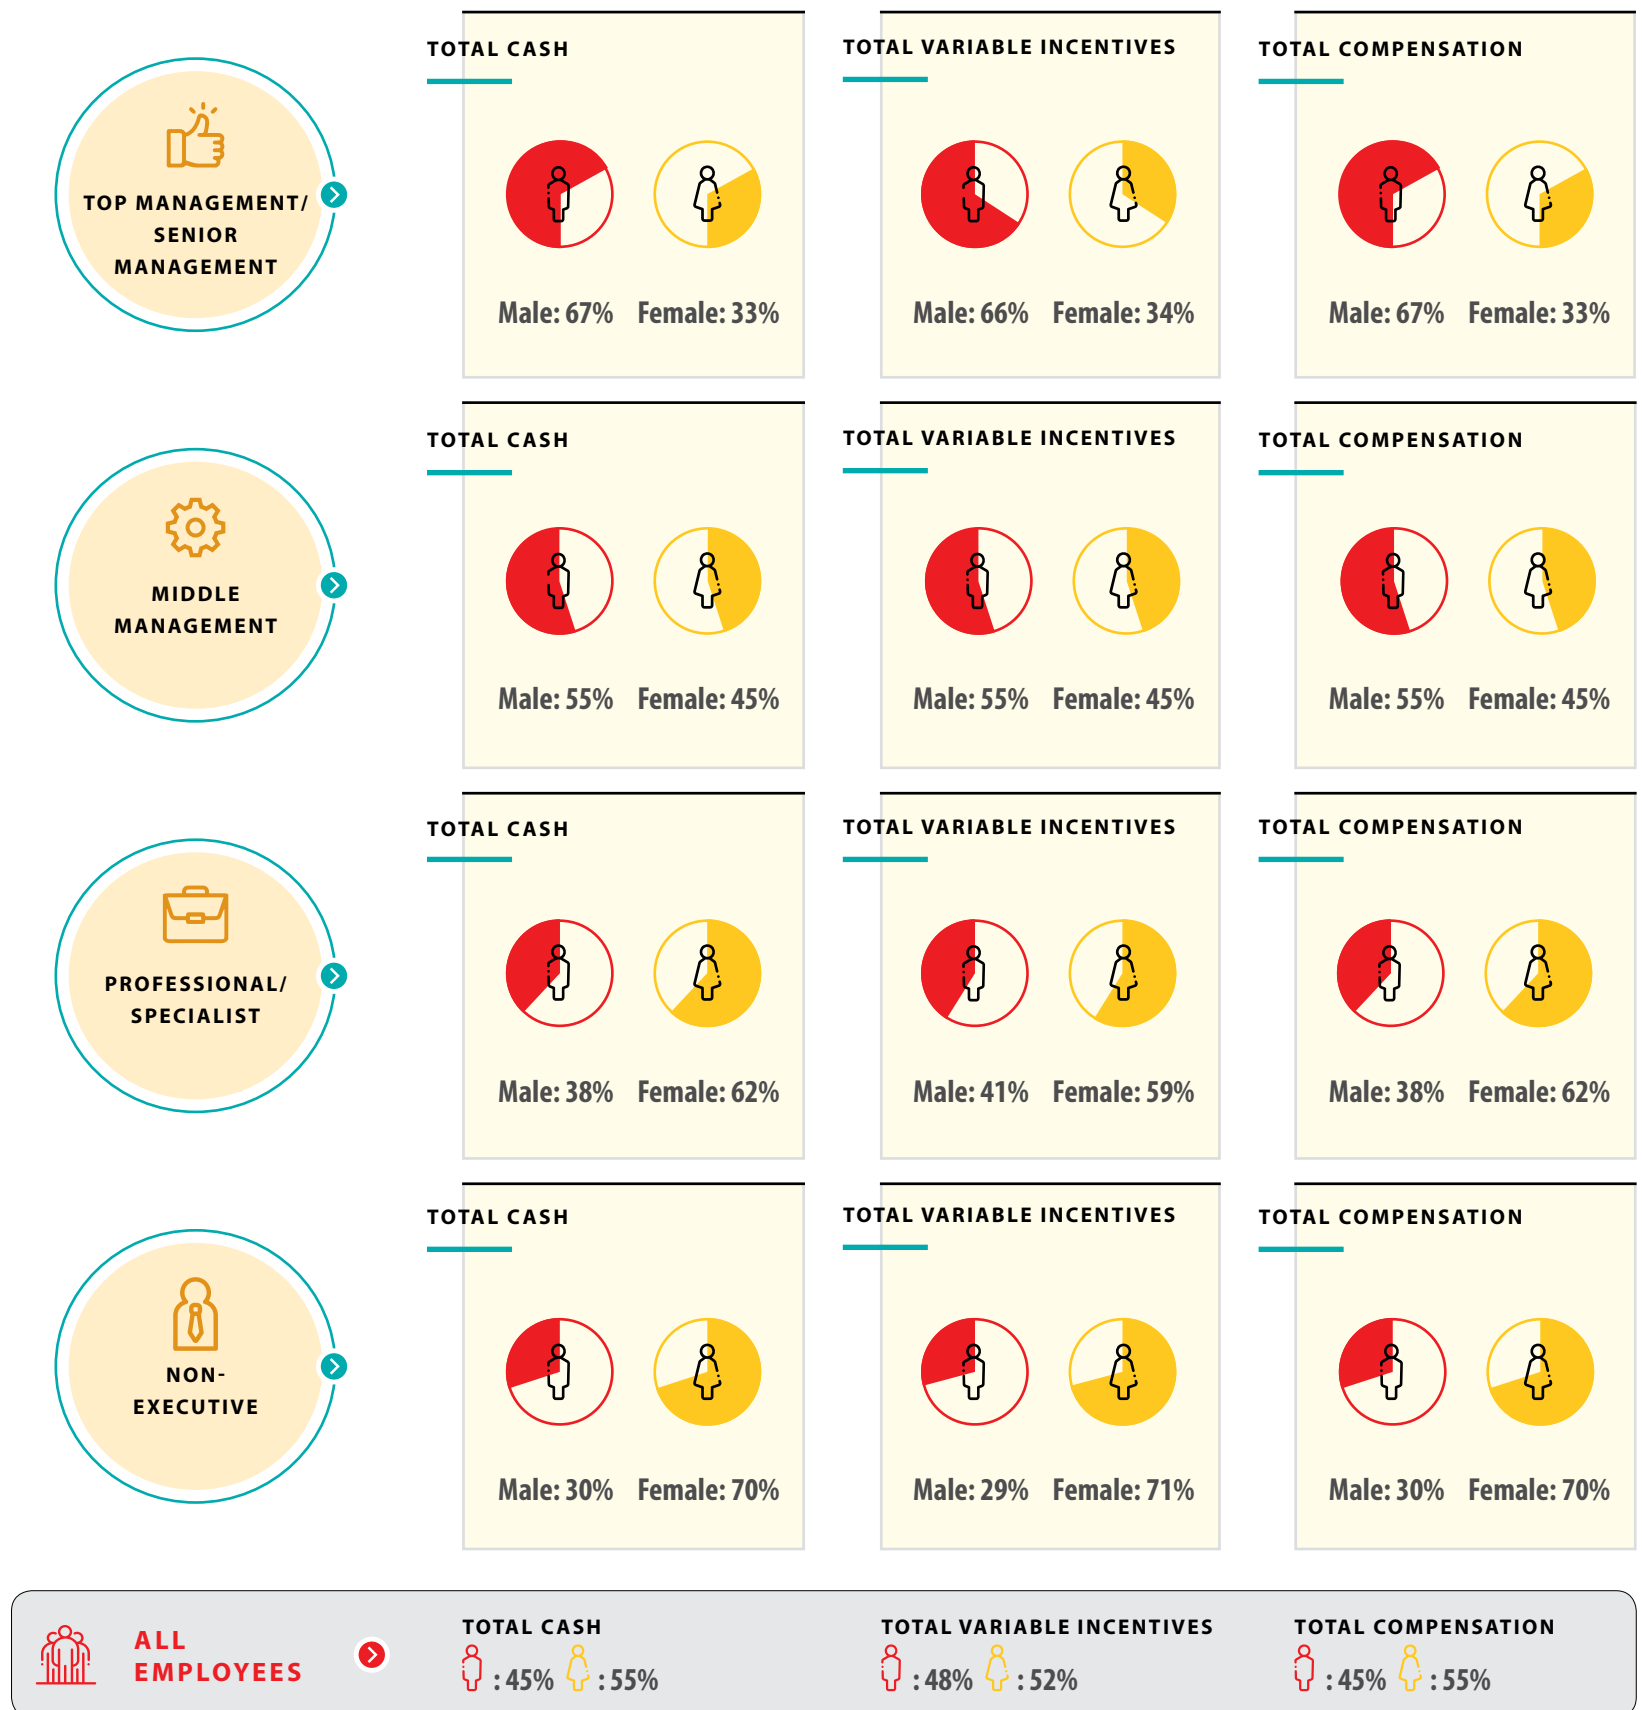 TOP MANAGEMENT/
SENIOR
MANAGEMENT
TOTAL CASH
Male: 67% Female: 33%
TOTAL VARIABLE INCENTIVES
Male: 66% Female: 34%
TOTAL COMPENSATION
Male: 67% Female: 33%
MIDDLE
MANAGEMENT
TOTAL CASH
Male: 55% Female: 45%
TOTAL VARIABLE INCENTIVES
Male: 55% Female: 45%
TOTAL COMPENSATION
Male: 55% Female: 45%
PROFESSIONAL/
SPECIALIST
TOTAL CASH
Male: 38% Female: 62%
TOTAL VARIABLE INCENTIVES
Male: 41% Female: 59%
TOTAL COMPENSATION
Male: 38% Female: 62%
NON-
EXECUTIVE
TOTAL CASH
Male: 30% Female: 70%
TOTAL VARIABLE INCENTIVES
Male: 29% Female: 71%
TOTAL COMPENSATION
Male: 30% Female: 70%
ALL
EMPLOYEES
TOTAL CASH
: 45% : 55%
TOTAL VARIABLE INCENTIVES
: 48% : 52%
TOTAL COMPENSATION
: 45% : 55%